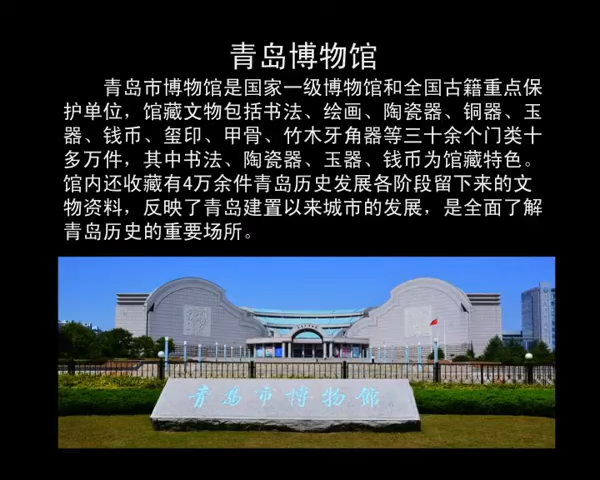 青岛博物馆
青岛市博物馆是国家一级博物馆和全国古籍重点保
护单位，馆藏文物包括书法、绘画、陶瓷器、铜器、玉
器、钱币、玺印、甲骨、竹木牙角器等三十余个门类十
多万件，其中书法、陶瓷器、玉器、钱币为馆藏特色。
馆内还收藏有4万余件青岛历史发展各阶段留下来的文
物资料，反映了青岛建置以来城市的发展，是全面了解
青岛历史的重要场所。
青岛市博物馆